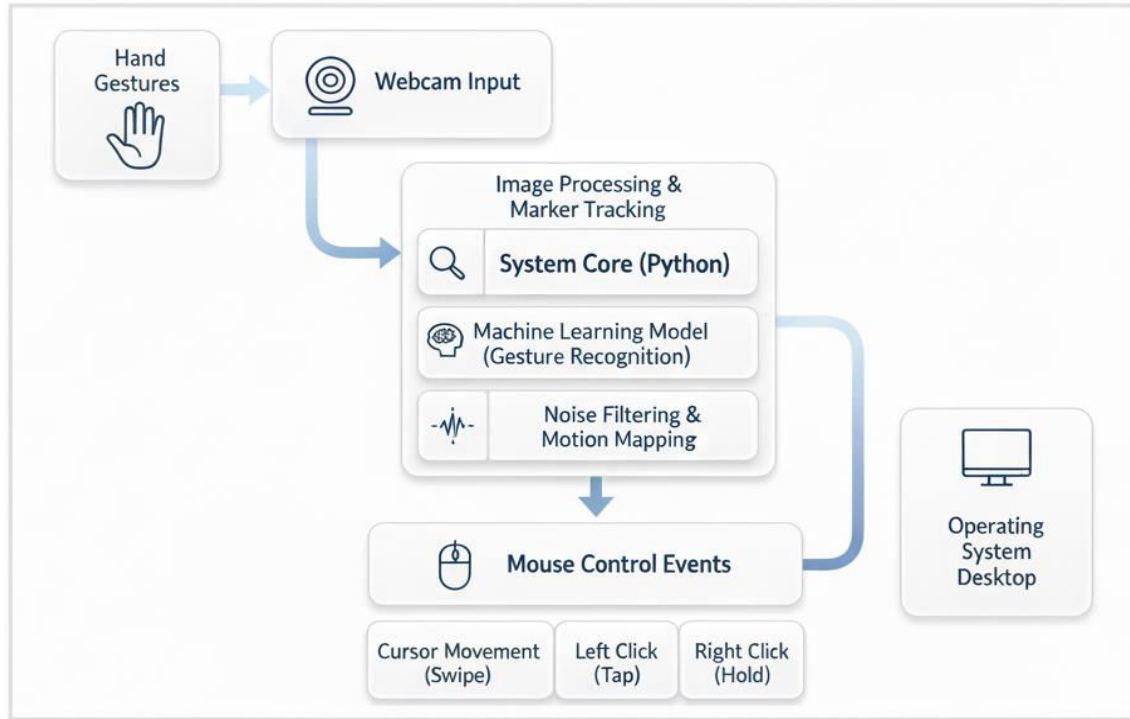 Hand
Gestures
Webcam Input
Image Processing &
Marker Tracking
System Core (Python)
Machine Learning Model
(Gesture Recognition)
Noise Filtering &
Motion Mapping
Mouse Control Events
Cursor Movement
(Swipe)
Left Click
(Tap)
Right Click
(Hold)
Operating
System
Desktop